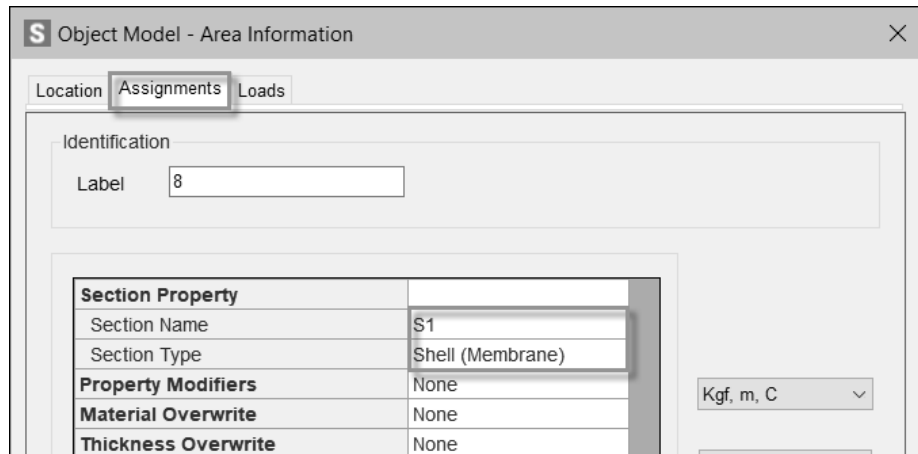 S Object Model - Area Information
Location Assignments Loads
Identification
Label 8
Section Property
Section Name S1
Section Type Shell (Membrane)
Property Modifiers None
Kgf, m, C
Material Overwrite None
Thickness Overwrite None